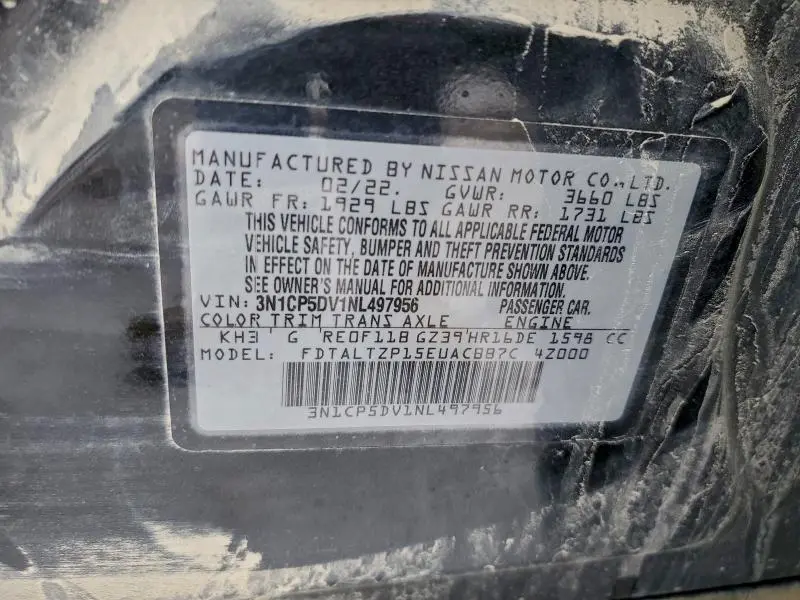 MANUFACTURED BY NISSAN MOTOR CO.,LTD.
DATE: 02/22. GVWR: 3660 LBS
GAWR FR: 1929 LBS GAWR RR: 1731 LBS
THIS VEHICLE CONFORMS TO ALL APPLICABLE FEDERAL MOTOR
VEHICLE SAFETY, BUMPER AND THEFT PREVENTION STANDARDS
IN EFFECT ON THE DATE OF MANUFACTURE SHOWN ABOVE.
SEE OWNER'S MANUAL FOR ADDITIONAL INFORMATION.
VIN: 3N1CP5DV1NL497956 PASSENGER CAR.
COLOR TRIM TRANS AXLE ENGINE
KH3 G RE0F11B GZ39 HR16DE 1598 CC
MODEL: FDTALTZP15EUACBB7C 4Z000
3N1CP5DV1NL497956